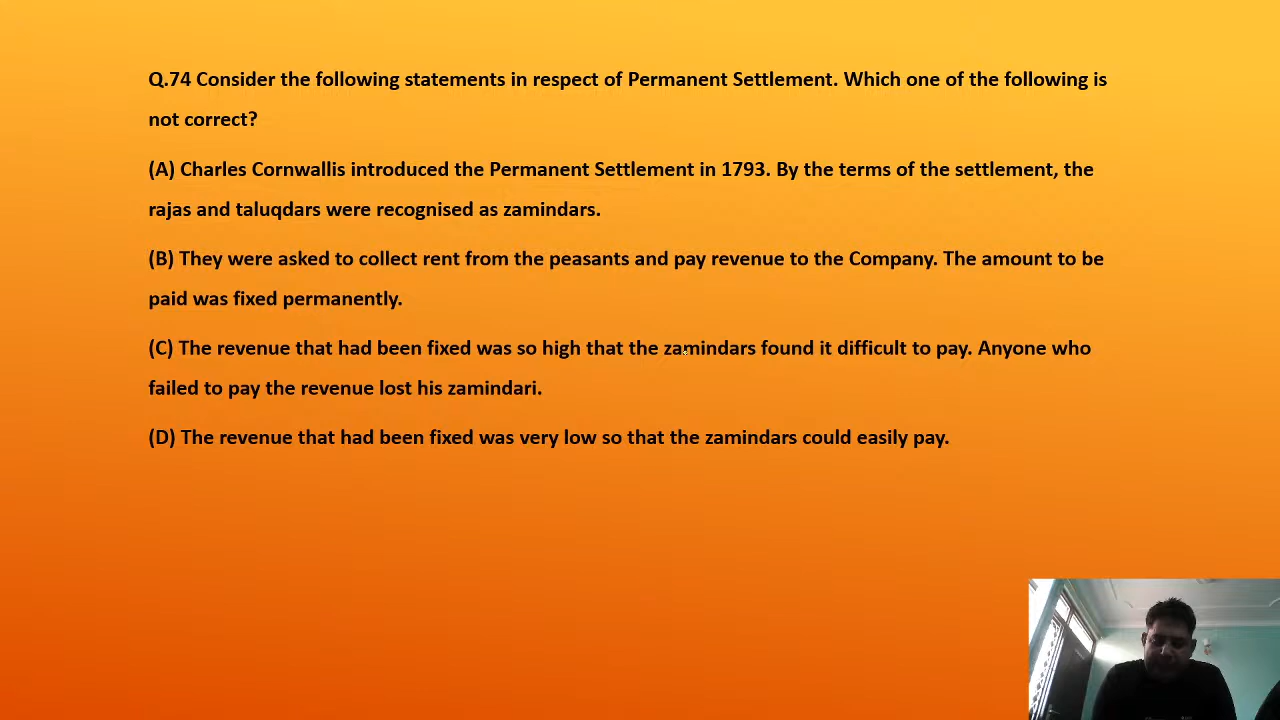 Q.74 Consider the following statements in respect of Permanent Settlement. Which one of the following is
not correct?
(A) Charles Cornwallis introduced the Permanent Settlement in 1793. By the terms of the settlement, the
rajas and taluqdars were recognised as zamindars.
(B) They were asked to collect rent from the peasants and pay revenue to the Company. The amount to be
paid was fixed permanently.
(C) The revenue that had been fixed was so high that the zamindars found it difficult to pay. Anyone who
failed to pay the revenue lost his zamindari.
(D) The revenue that had been fixed was very low so that the zamindars could easily pay.